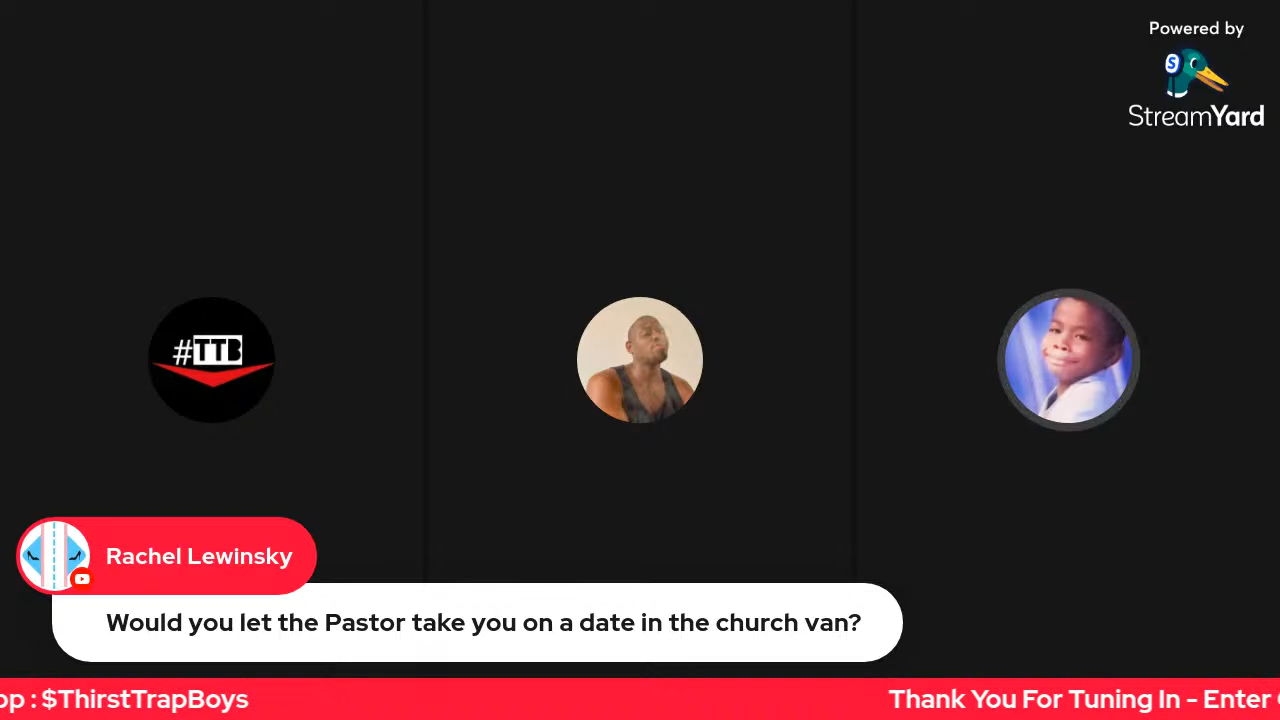 Powered by
S
StreamYard
#TTB
Rachel Lewinsky
Would you let the Pastor take you on a date in the church van?
op : $ThirstTrapBoys
Thank You For Tuning In - Enter